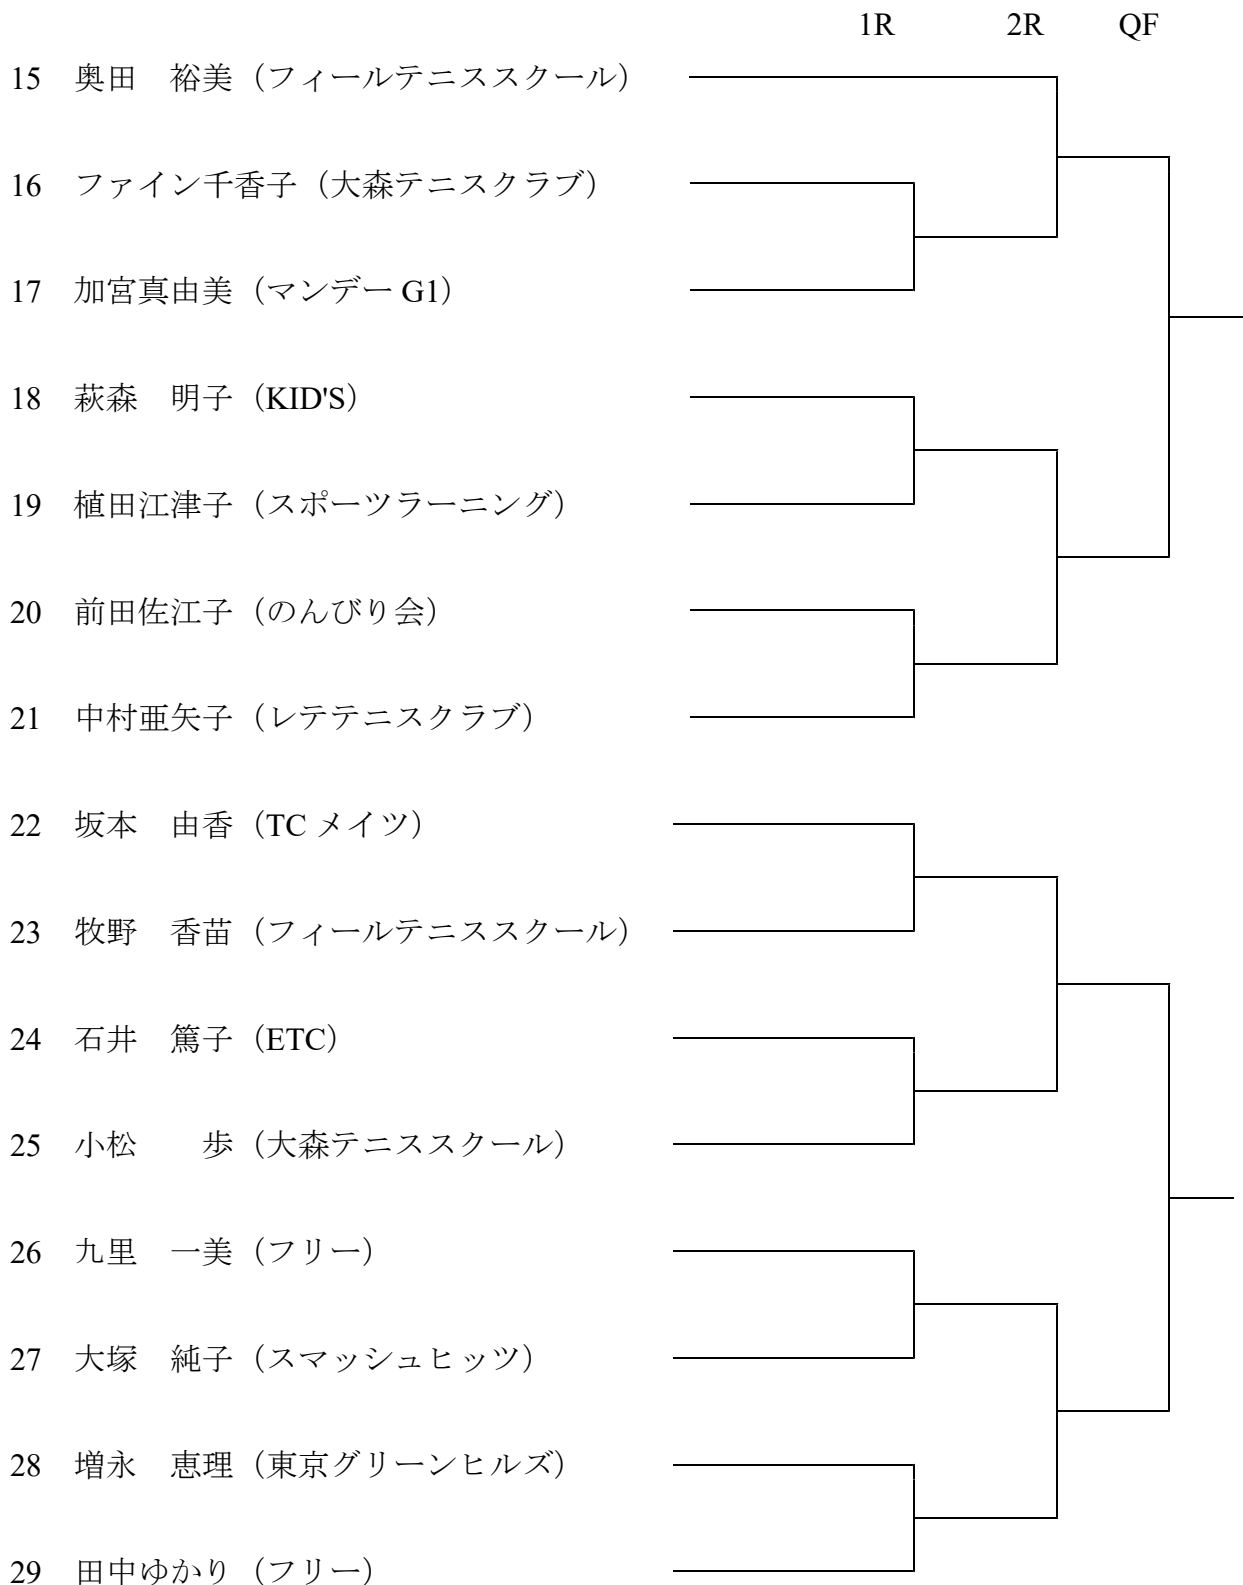 1R 2R QF
15 奥田　裕美（フィールテニススクール）
16 ファイン千香子（大森テニスクラブ）
17 加宮真由美（マンデー G1）
18 萩森　明子（KID'S）
19 植田江津子（スポーツラーニング）
20 前田佐江子（のんびり会）
21 中村亜矢子（レテテニスクラブ）
22 坂本　由香（TC メイツ）
23 牧野　香苗（フィールテニススクール）
24 石井　篤子（ETC）
25 小松　　歩（大森テニススクール）
26 九里　一美（フリー）
27 大塚　純子（スマッシュヒッツ）
28 増永　恵理（東京グリーンヒルズ）
29 田中ゆかり（フリー）